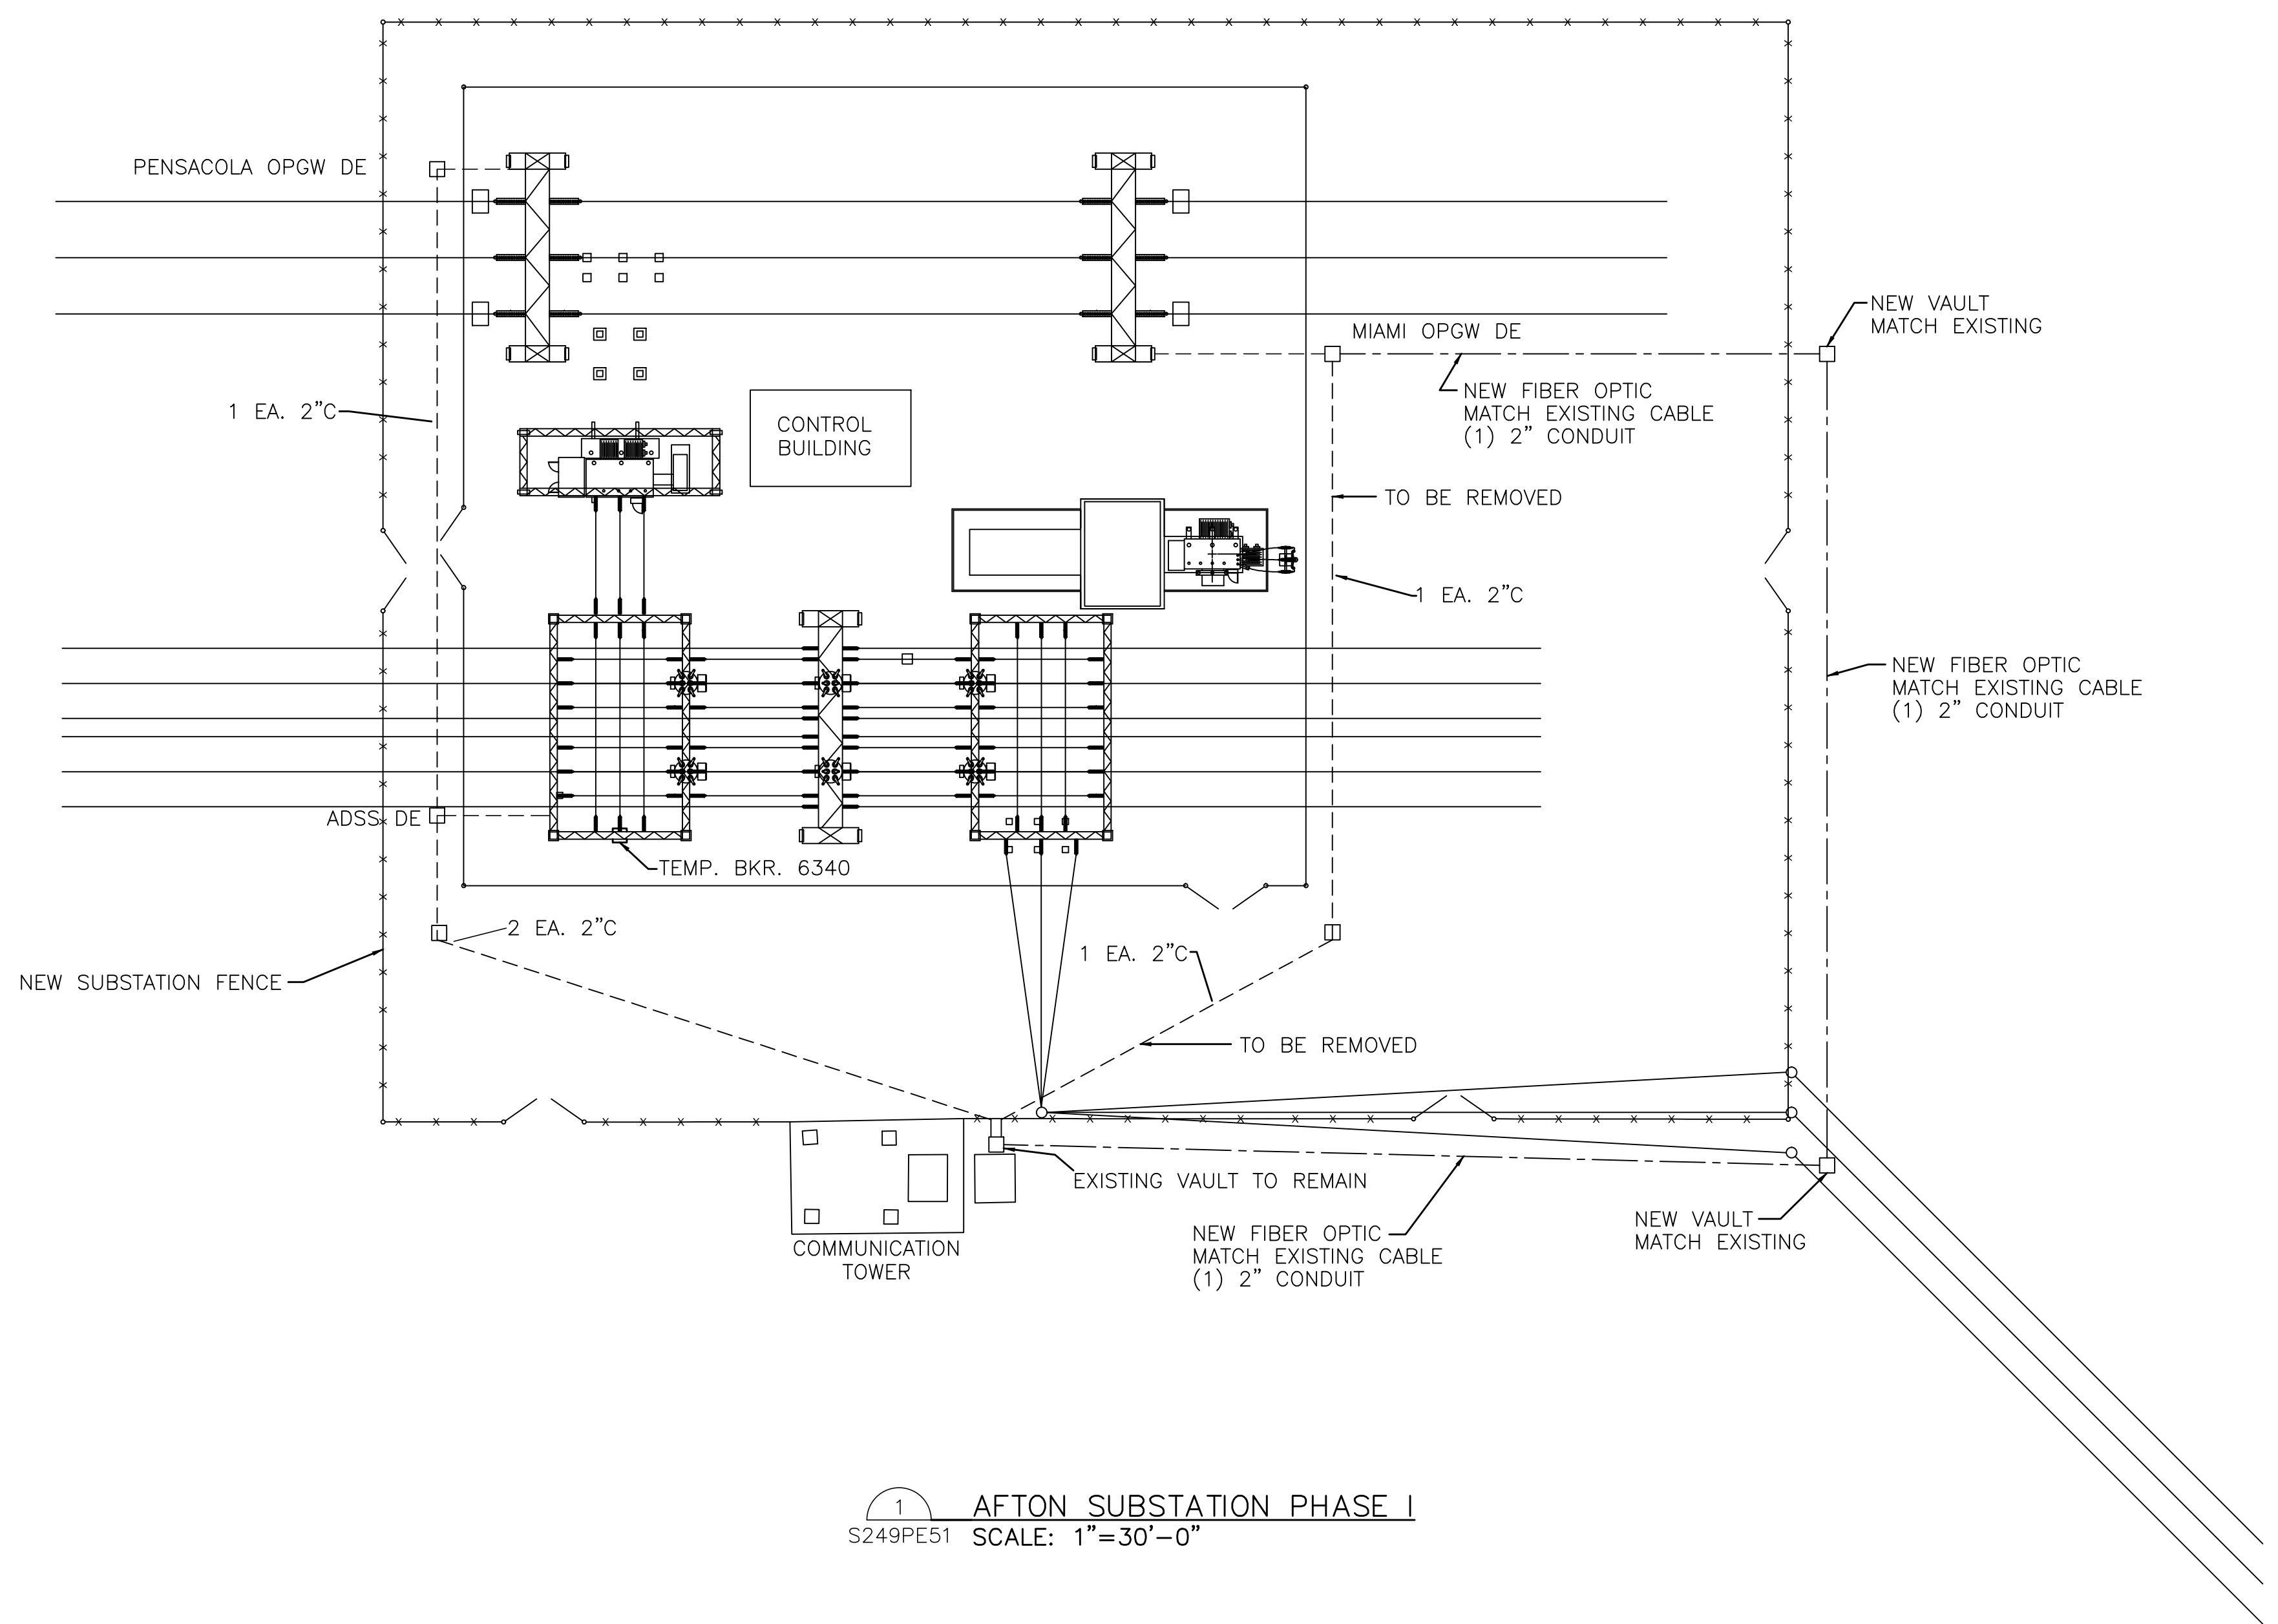 PENSACOLA OPGW DE
NEW VAULT
MATCH EXISTING
MIAMI OPGW DE
NEW FIBER OPTIC
MATCH EXISTING CABLE
(1) 2" CONDUIT
1 EA. 2"C
CONTROL
BUILDING
TO BE REMOVED
1 EA. 2"C
NEW FIBER OPTIC
MATCH EXISTING CABLE
(1) 2" CONDUIT
ADSS DE
TEMP. BKR. 6340
2 EA. 2"C
1 EA. 2"C
NEW SUBSTATION FENCE
TO BE REMOVED
EXISTING VAULT TO REMAIN
NEW VAULT
MATCH EXISTING
NEW FIBER OPTIC
MATCH EXISTING CABLE
(1) 2" CONDUIT
COMMUNICATION
TOWER
1
AFTON SUBSTATION PHASE I
S249PE51
SCALE: 1"=30'-0"